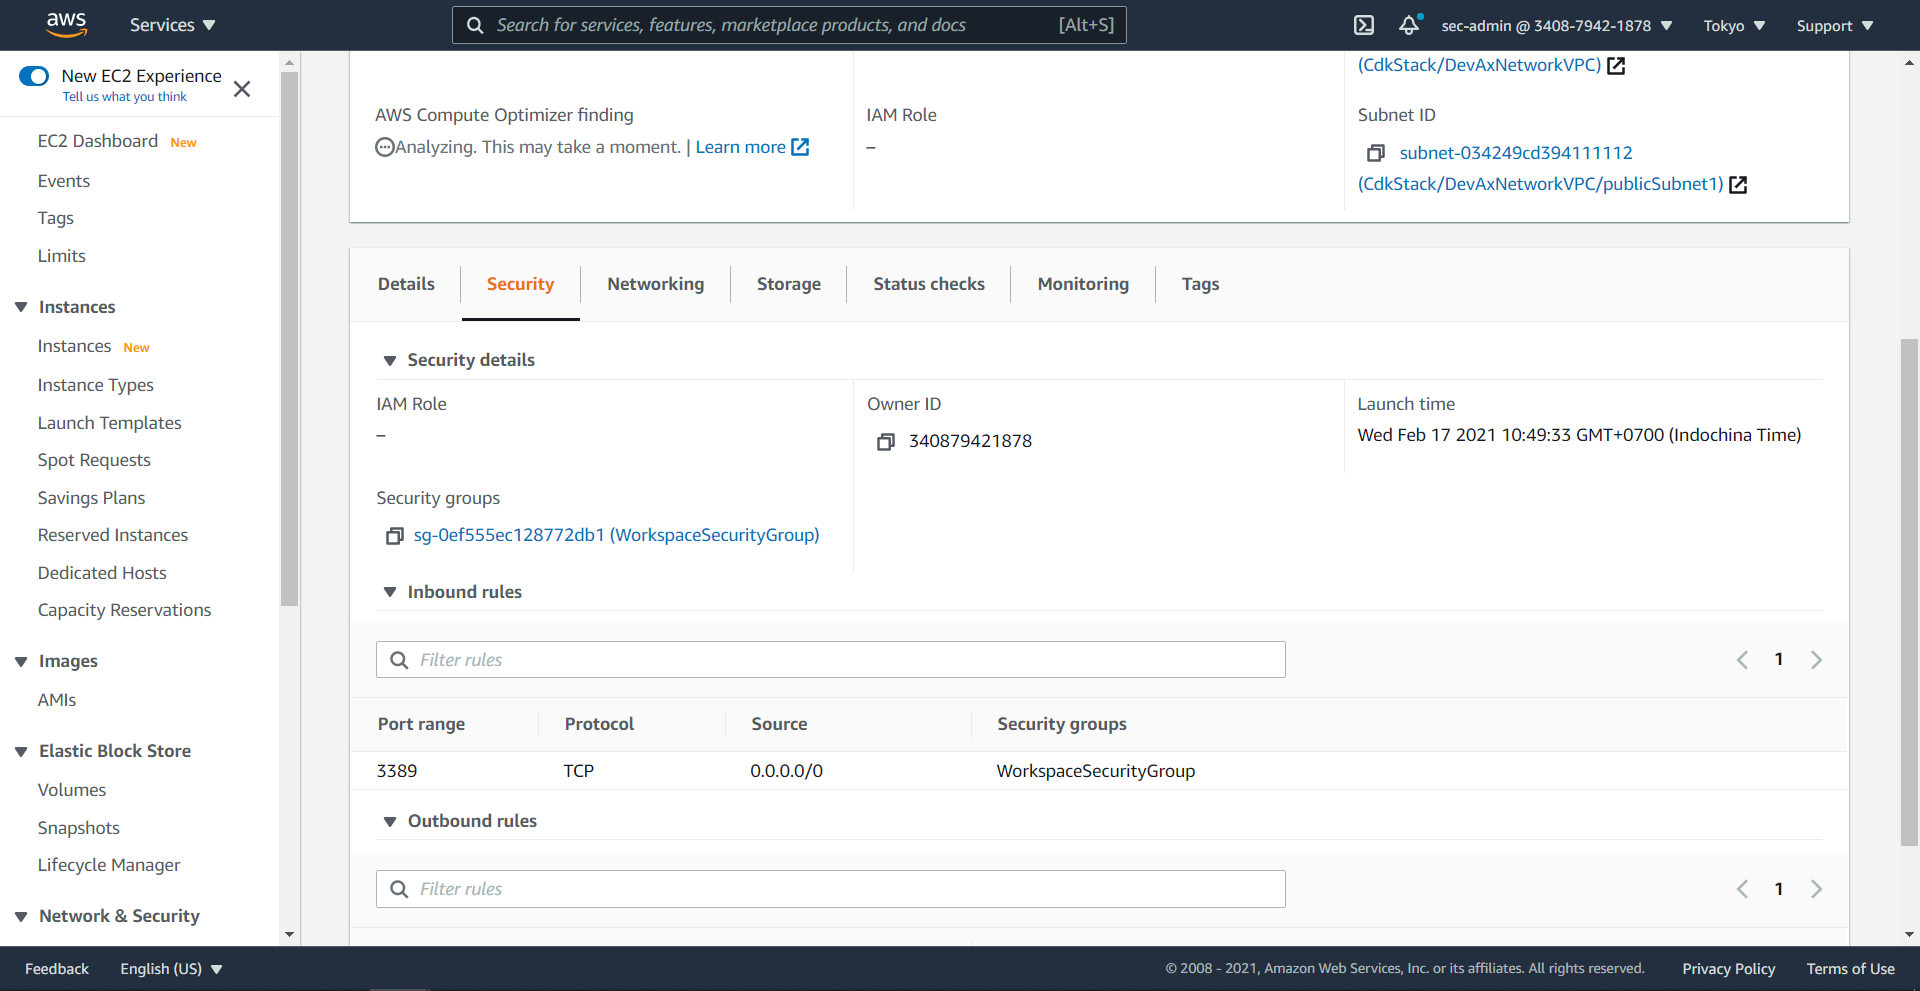 aws Services Search for services, features, marketplace products, and docs [Alt+S] sec-admin @ 3408-7942-1878 Tokyo Support
New EC2 Experience
Tell us what you think
EC2 Dashboard New
Events
Tags
Limits
Instances
Instances New
Instance Types
Launch Templates
Spot Requests
Savings Plans
Reserved Instances
Dedicated Hosts
Capacity Reservations
Images
AMIs
Elastic Block Store
Volumes
Snapshots
Lifecycle Manager
Network & Security
(CdkStack/DevAxNetworkVPC)
AWS Compute Optimizer finding
Analyzing. This may take a moment. | Learn more
IAM Role
–
Subnet ID
subnet-034249cd394111112
(CdkStack/DevAxNetworkVPC/publicSubnet1)
Details Security Networking Storage Status checks Monitoring Tags
Security details
IAM Role
–
Owner ID
340879421878
Launch time
Wed Feb 17 2021 10:49:33 GMT+0700 (Indochina Time)
Security groups
sg-0ef555ec128772db1 (WorkspaceSecurityGroup)
Inbound rules
Filter rules 1
Port range Protocol Source Security groups
3389 TCP 0.0.0.0/0 WorkspaceSecurityGroup
Outbound rules
Filter rules 1
Feedback English (US) © 2008 - 2021, Amazon Web Services, Inc. or its affiliates. All rights reserved. Privacy Policy Terms of Use